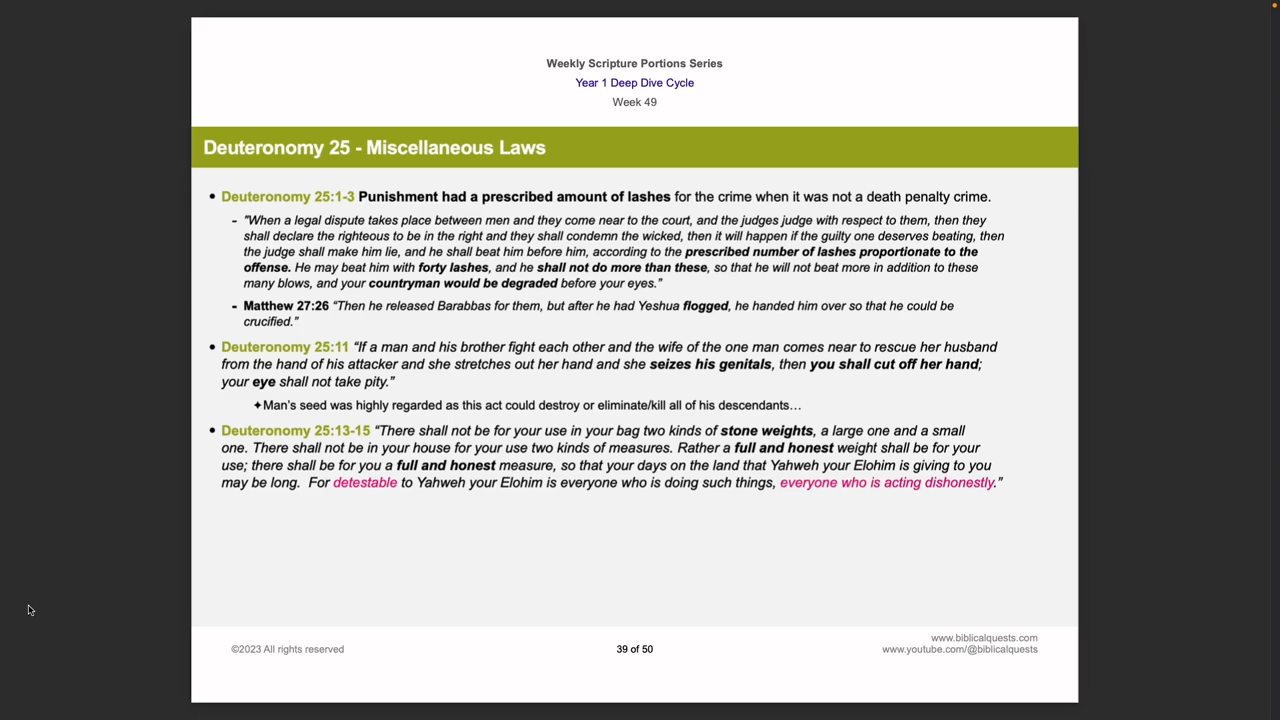 Weekly Scripture Portions Series
Year 1 Deep Dive Cycle
Week 49
Deuteronomy 25 - Miscellaneous Laws
• Deuteronomy 25:1-3 Punishment had a prescribed amount of lashes for the crime when it was not a death penalty crime.
- "When a legal dispute takes place between men and they come near to the court, and the judges judge with respect to them, then they
shall declare the righteous to be in the right and they shall condemn the wicked, then it will happen if the guilty one deserves beating, then
the judge shall make him lie, and he shall beat him before him, according to the prescribed number of lashes proportionate to the
offense. He may beat him with forty lashes, and he shall not do more than these, so that he will not beat more in addition to these
many blows, and your countryman would be degraded before your eyes.”
- Matthew 27:26 “Then he released Barabbas for them, but after he had Yeshua flogged, he handed him over so that he could be
crucified.”
• Deuteronomy 25:11 “If a man and his brother fight each other and the wife of the one man comes near to rescue her husband
from the hand of his attacker and she stretches out her hand and she seizes his genitals, then you shall cut off her hand;
your eye shall not take pity.”
✦Man’s seed was highly regarded as this act could destroy or eliminate/kill all of his descendants…
• Deuteronomy 25:13-15 “There shall not be for your use in your bag two kinds of stone weights, a large one and a small
one. There shall not be in your house for your use two kinds of measures. Rather a full and honest weight shall be for your
use; there shall be for you a full and honest measure, so that your days on the land that Yahweh your Elohim is giving to you
may be long. For detestable to Yahweh your Elohim is everyone who is doing such things, everyone who is acting dishonestly.”
©2023 All rights reserved
39 of 50
www.biblicalquests.com
www.youtube.com/@biblicalquests